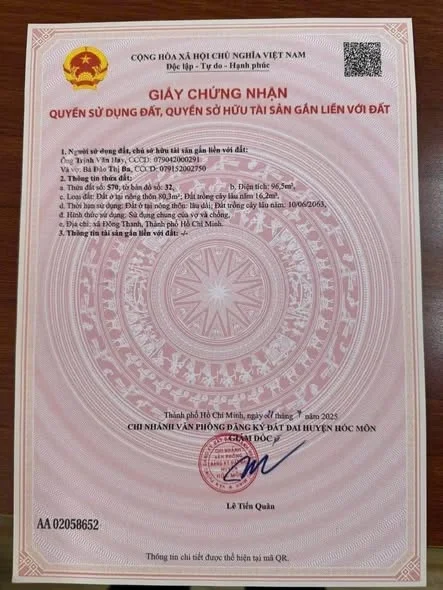 CỘNG HÒA XÃ HỘI CHỦ NGHĨA VIỆT NAM
Độc lập - Tự do - Hạnh phúc
GIẤY CHỨNG NHẬN
QUYỀN SỬ DỤNG ĐẤT, QUYỀN SỞ HỮU TÀI SẢN GẮN LIỀN VỚI ĐẤT
1. Người sử dụng đất, chủ sở hữu tài sản gắn liền với đất:
Ông Trịnh Văn Hay, CCCD: 079042000291
Và vợ: Bà Đào Thị Ba, CCCD: 079152002750
2. Thông tin thửa đất:
a. Thửa đất số: 570, tờ bản đồ số: 32, b. Diện tích: 96,5m²,
c. Loại đất: Đất ở tại nông thôn 80,3m²; Đất trồng cây lâu năm 16,2m².
d. Thời hạn sử dụng: Đất ở tại nông thôn: lâu dài; Đất trồng cây lâu năm: 10/06/2063,
đ. Hình thức sử dụng: Sử dụng chung của vợ và chồng,
e. Địa chỉ: xã Đông Thạnh, Thành phố Hồ Chí Minh.
3. Thông tin tài sản gắn liền với đất: -/-
Thành phố Hồ Chí Minh, ngày tháng 7 năm 2025
CHI NHÁNH VĂN PHÒNG ĐĂNG KÝ ĐẤT ĐAI HUYỆN HÓC MÔN
GIÁM ĐỐC
CHI NHÁNH
VĂN PHÒNG
Lê Tiến Quân
AA 02058652
Thông tin chi tiết được thể hiện tại mã QR.